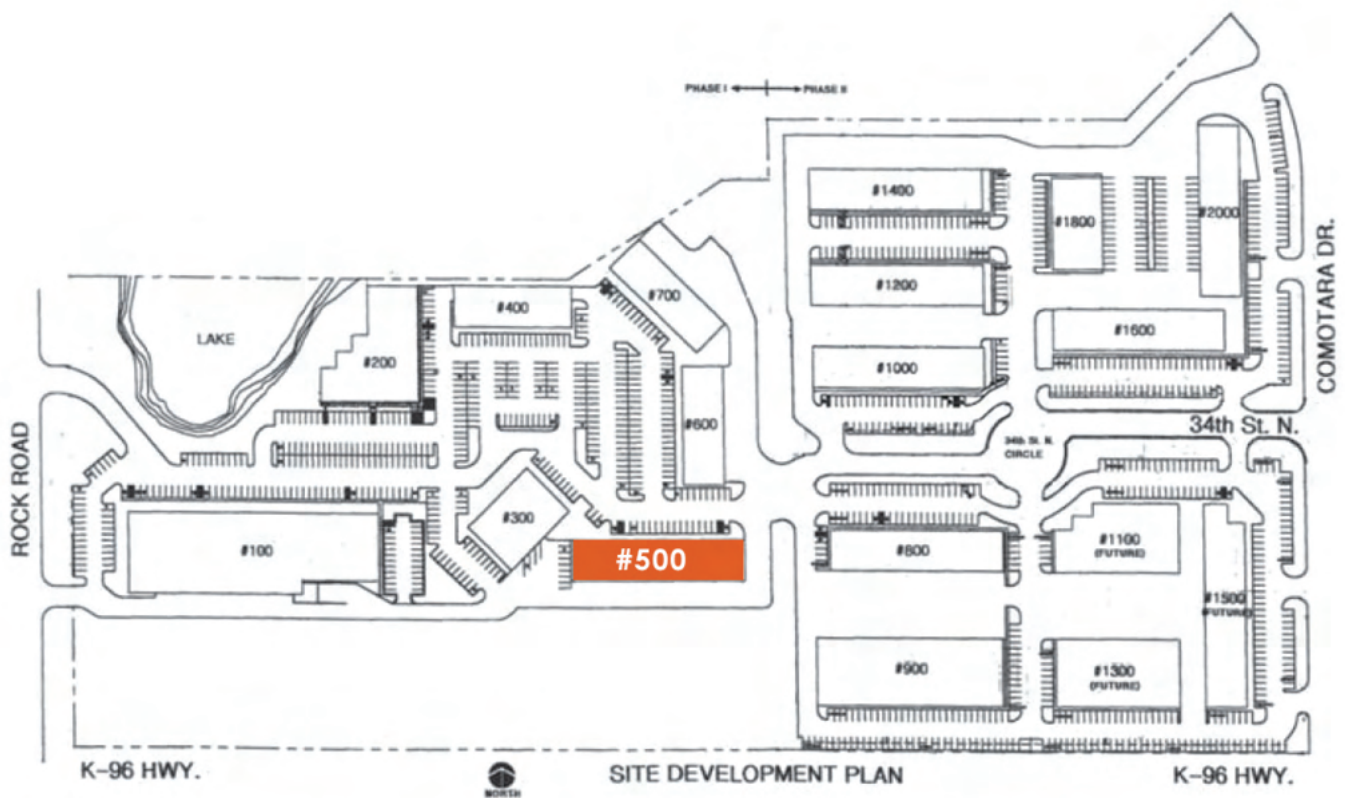 PHASE I
PHASE II
#1400
#2000
#1800
COMOTARA DR.
#700
#1200
#400
LAKE
#1600
#200
#1000
34th St. N.
#600
34th St. N.
CIRCLE
ROCK ROAD
#300
#100
#500
#800
#1100
(FUTURE)
#1500
(FUTURE)
#900
#1300
(FUTURE)
K-96 HWY.
NORTH
SITE DEVELOPMENT PLAN
K-96 HWY.